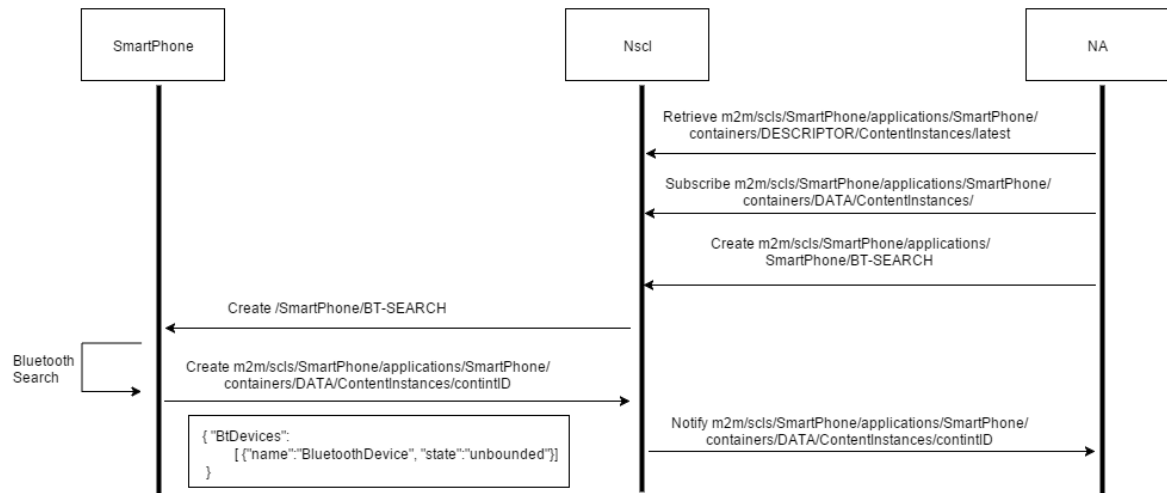 SmartPhone
Nscl
NA
Retrieve m2m/scls/SmartPhone/applications/SmartPhone/
containers/DESCRIPTOR/ContentInstances/latest
Subscribe m2m/scls/SmartPhone/applications/SmartPhone/
containers/DATA/ContentInstances/
Create m2m/scls/SmartPhone/applications/
SmartPhone/BT-SEARCH
Create /SmartPhone/BT-SEARCH
Bluetooth
Search
Create m2m/scls/SmartPhone/applications/SmartPhone/
containers/DATA/ContentInstances/contintID
{ "BtDevices":
[ {"name":"BluetoothDevice", "state":"unbounded"}]
}
Notify m2m/scls/SmartPhone/applications/SmartPhone/
containers/DATA/ContentInstances/contintID